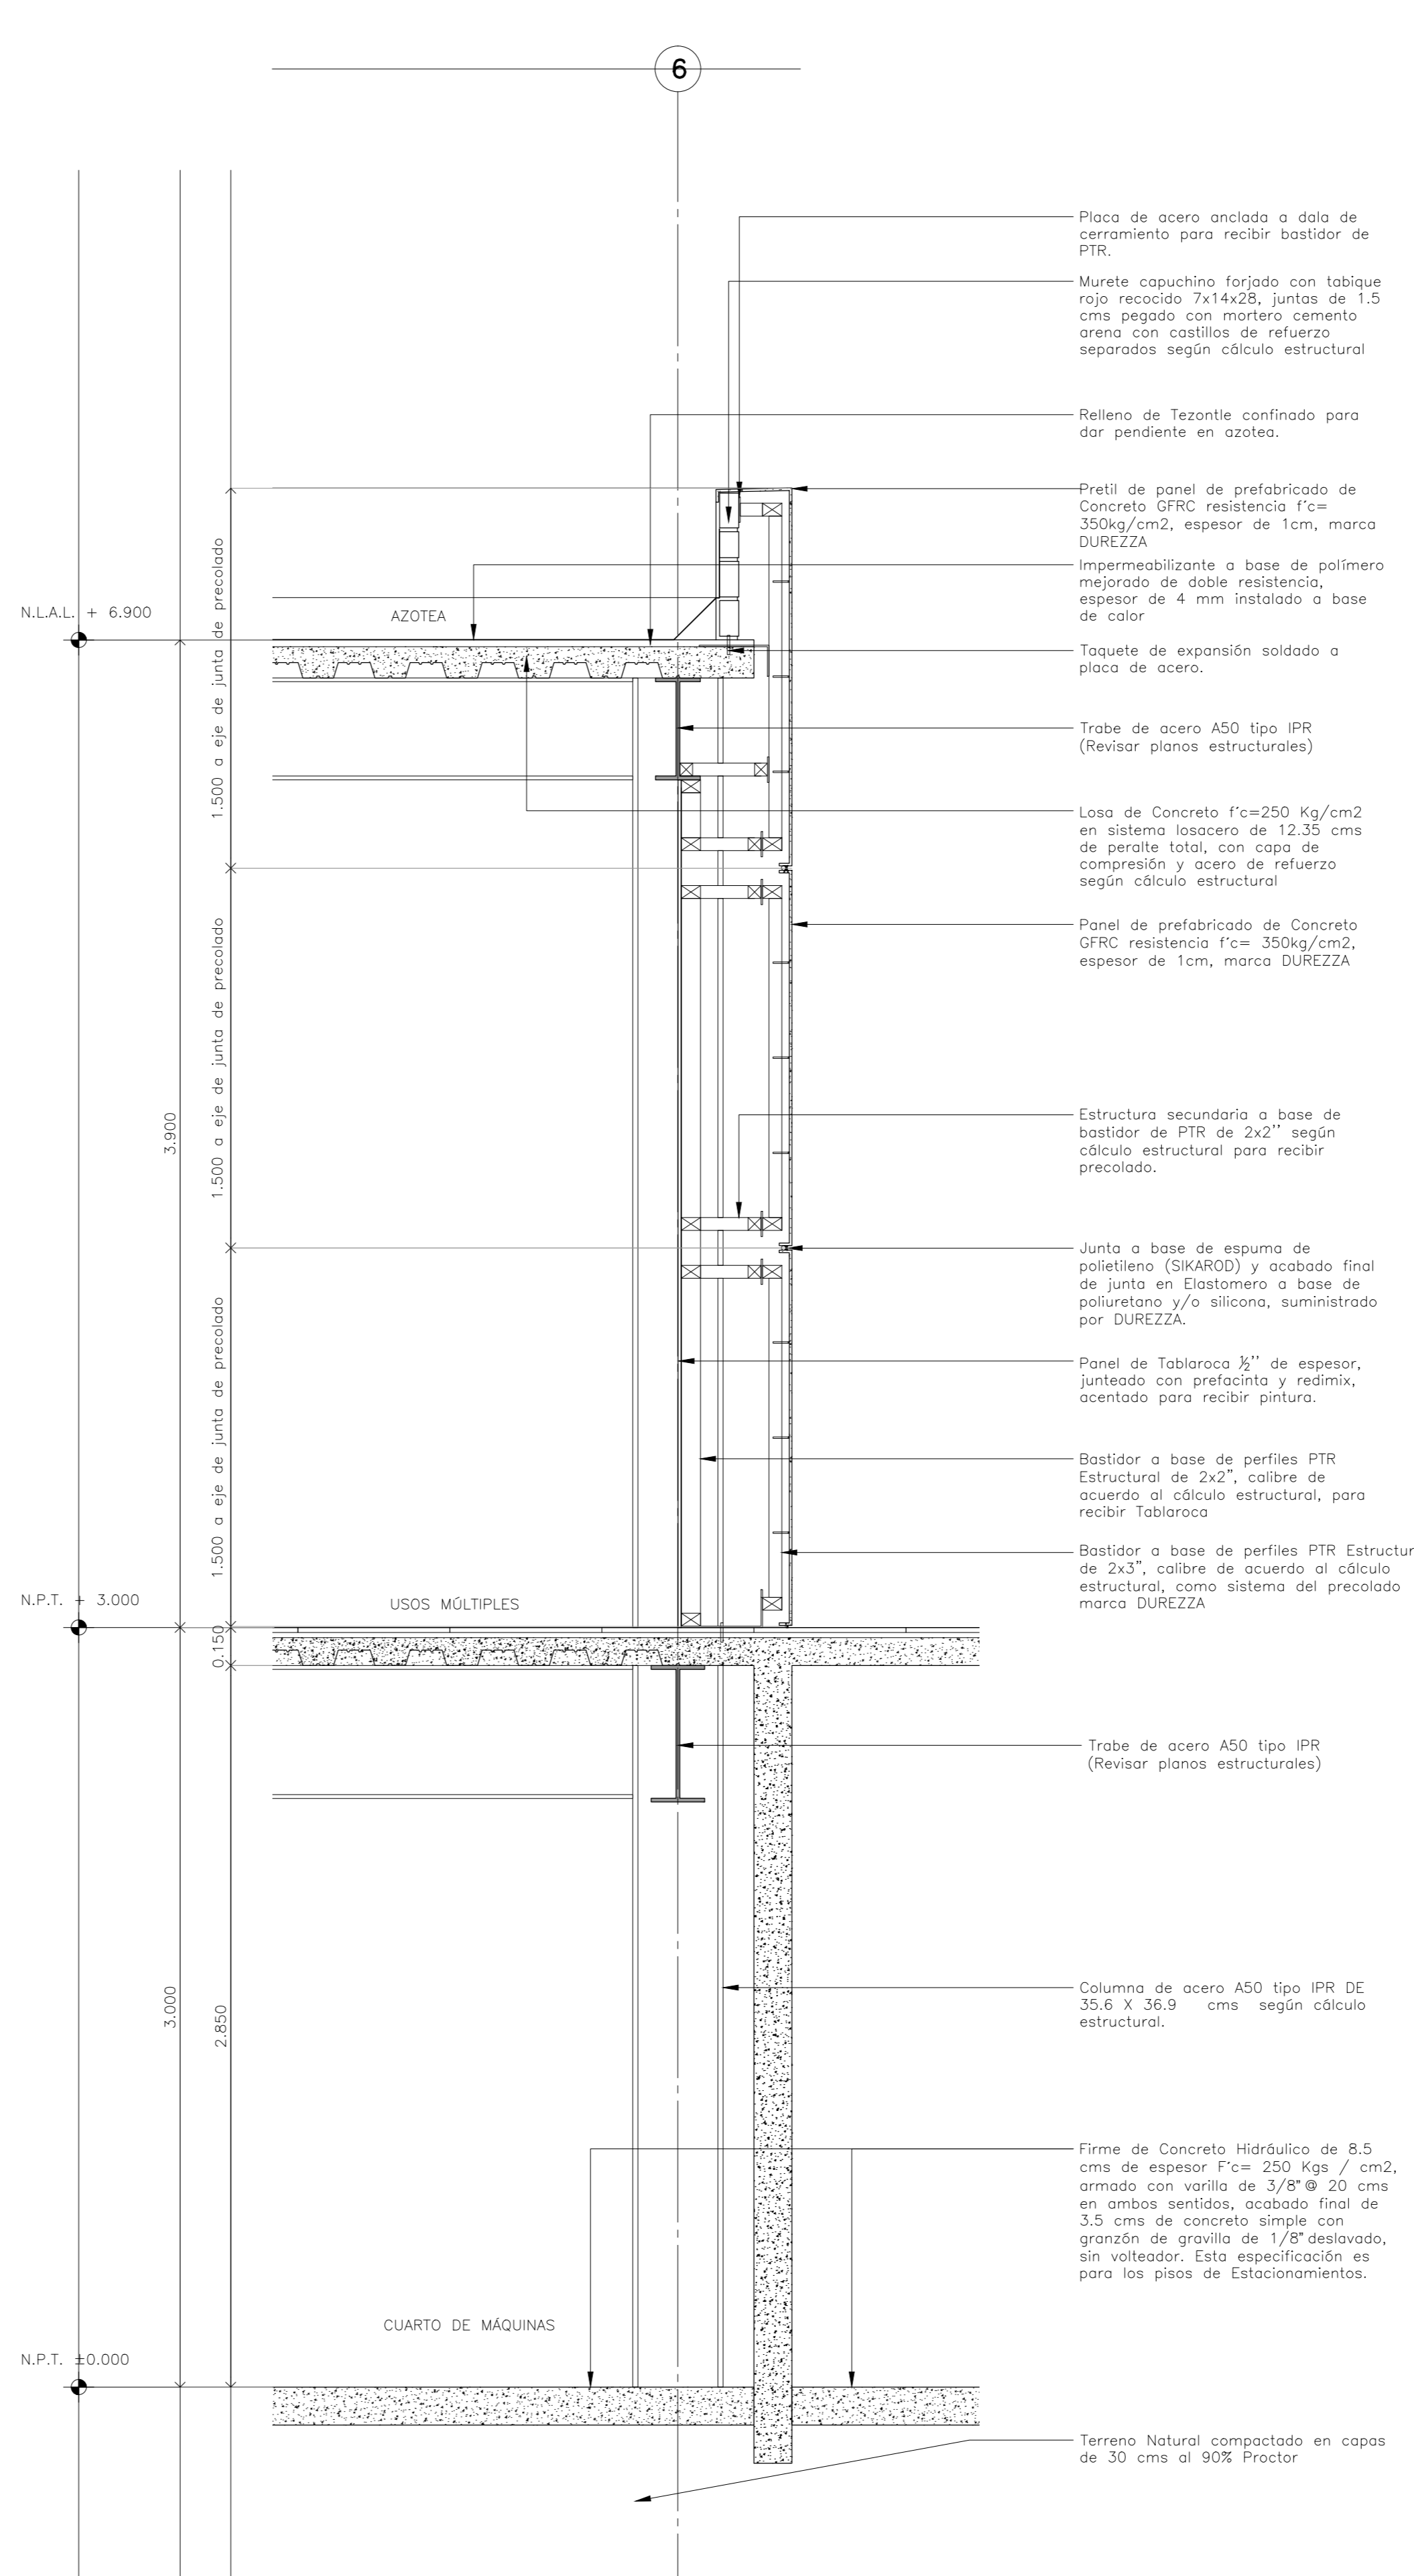 6
Placa de acero anclada a dala de
cerramiento para recibir bastidor de
PTR.
Murete capuchino forjado con tabique
rojo recocido 7x14x28, juntas de 1.5
cms pegado con mortero cemento
arena con castillos de refuerzo
separados según cálculo estructural
Relleno de Tezontle confinado para
dar pendiente en azotea.
Pretil de panel de prefabricado de
Concreto GFRC resistencia f´c=
350kg/cm2, espesor de 1cm, marca
DUREZZA
Impermeabilizante a base de polímero
mejorado de doble resistencia,
espesor de 4 mm instalado a base
de calor
N.L.A.L. + 6.900
AZOTEA
Taquete de expansión soldado a
placa de acero.
1.500 a eje de junta de precolado
Trabe de acero A50 tipo IPR
(Revisar planos estructurales)
Losa de Concreto f´c=250 Kg/cm2
en sistema losacero de 12.35 cms
de peralte total, con capa de
compresión y acero de refuerzo
según cálculo estructural
Panel de prefabricado de Concreto
GFRC resistencia f´c= 350kg/cm2,
espesor de 1cm, marca DUREZZA
3.900
1.500 a eje de junta de precolado
Estructura secundaria a base de
bastidor de PTR de 2x2’’ según
cálculo estructural para recibir
precolado.
Junta a base de espuma de
polietileno (SIKAROD) y acabado final
de junta en Elastomero a base de
poliuretano y/o silicona, suministrado
por DUREZZA.
1.500 a eje de junta de precolado
Panel de Tablaroca ½’’ de espesor,
junteado con prefacinta y redimix,
acentado para recibir pintura.
Bastidor a base de perfiles PTR
Estructural de 2x2”, calibre de
acuerdo al cálculo estructural, para
recibir Tablaroca
Bastidor a base de perfiles PTR Estructur
de 2x3”, calibre de acuerdo al cálculo
estructural, como sistema del precolado
marca DUREZZA
N.P.T. + 3.000
USOS MÚLTIPLES
0.150
Trabe de acero A50 tipo IPR
(Revisar planos estructurales)
3.000
2.850
Columna de acero A50 tipo IPR DE
35.6 X 36.9 cms según cálculo
estructural.
Firme de Concreto Hidráulico de 8.5
cms de espesor F´c= 250 Kgs / cm2,
armado con varilla de 3/8”@ 20 cms
en ambos sentidos, acabado final de
3.5 cms de concreto simple con
granzón de gravilla de 1/8” deslavado,
sin volteador. Esta especificación es
para los pisos de Estacionamientos.
CUARTO DE MÁQUINAS
N.P.T. ±0.000
Terreno Natural compactado en capas
de 30 cms al 90% Proctor